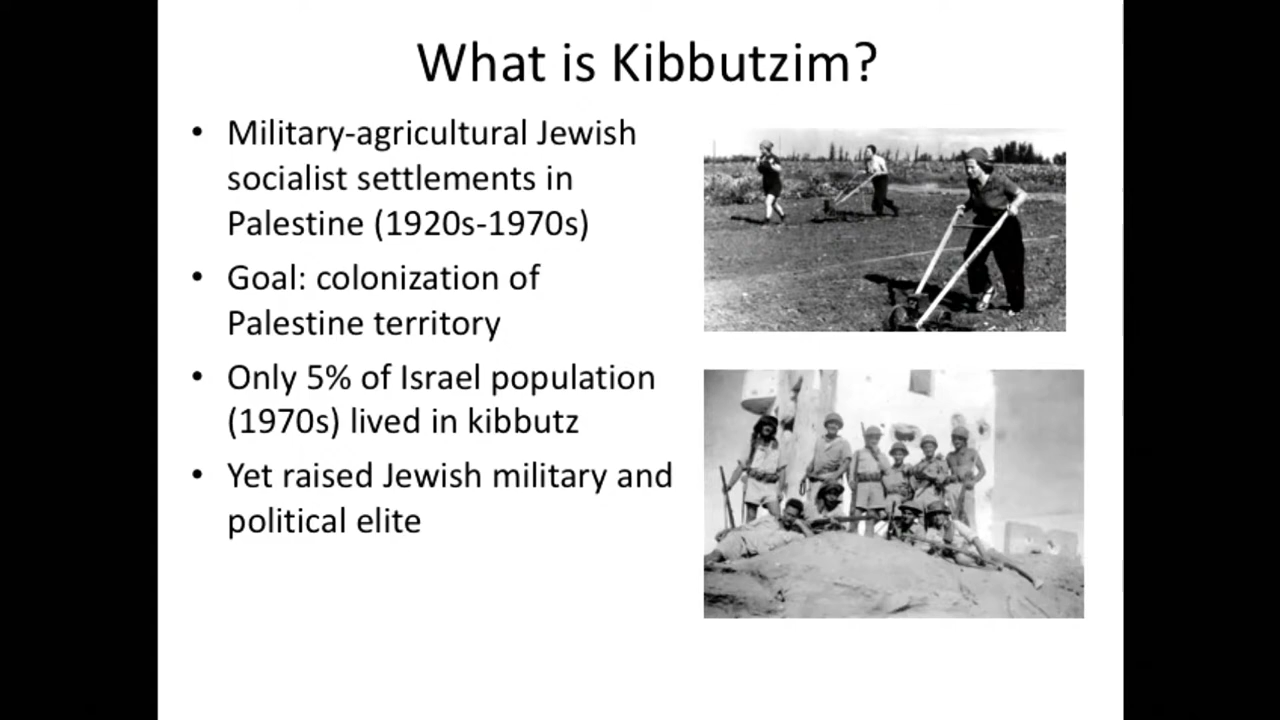 What is Kibbutzim?
• Military-agricultural Jewish
socialist settlements in
Palestine (1920s-1970s)
• Goal: colonization of
Palestine territory
• Only 5% of Israel population
(1970s) lived in kibbutz
• Yet raised Jewish military and
political elite